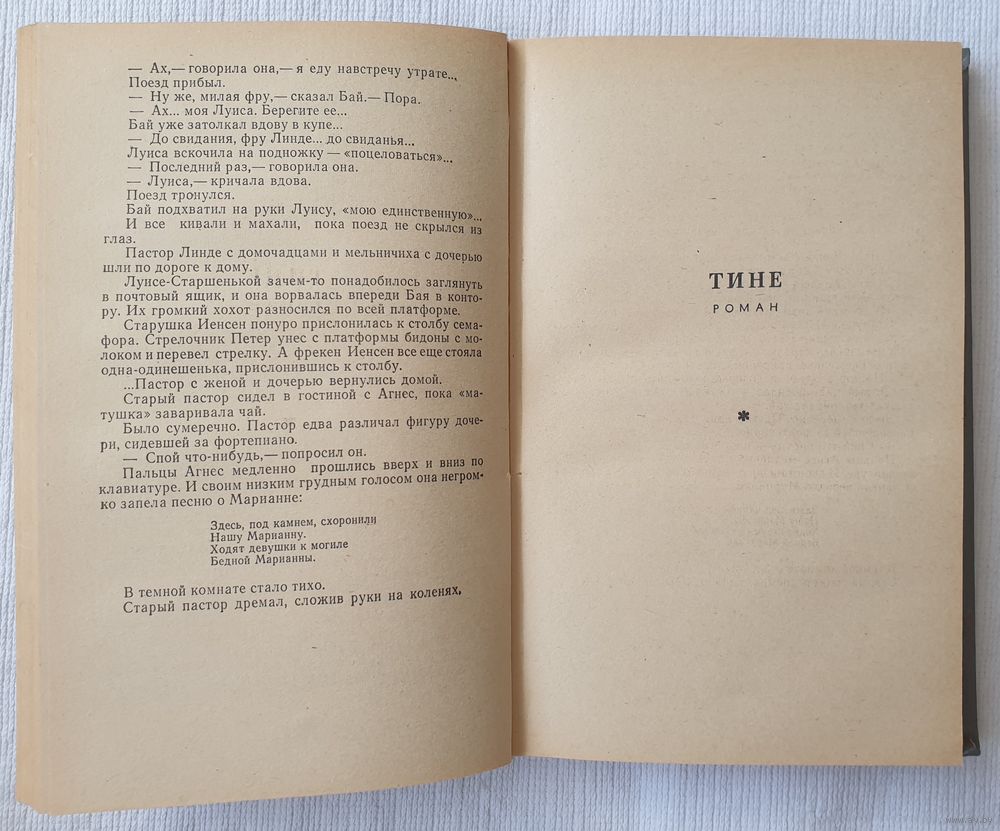 — Ах,— говорила она,— я еду навстречу утрате...
Поезд прибыл.
— Ну же, милая фру,— сказал Бай.— Пора.
— Ах... моя Луиса. Берегите ее...
Бай уже затолкал вдову в купе...
— До свидания, фру Линде... до свиданья...
Луиса вскочила на подножку — «поцеловаться»...
— Последний раз,— говорила она.
— Луиса,— кричала вдова.
Поезд тронулся.
Бай подхватил на руки Луису, «мою единственную»...
И все кивали и махали, пока поезд не скрылся из
глаз.
Пастор Линде с домочадцами и мельничиха с дочерью
шли по дороге к дому.
Луисе-Старшенькой зачем-то понадобилось заглянуть
в почтовый ящик, и она ворвалась впереди Бая в конто-
ру. Их громкий хохот разносился по всей платформе.
Старушка Иенсен понуро прислонилась к столбу сема-
фора. Стрелочник Петер унес с платформы бидоны с мо-
локом и перевел стрелку. А фрекен Иенсен все еще стояла
одна-одинешенька, прислонившись к столбу.
...Пастор с женой и дочерью вернулись домой.
Старый пастор сидел в гостиной с Агнес, пока «ма-
тушка» заваривала чай.
Было сумеречно. Пастор едва различал фигуру доче-
ри, сидевшей за фортепиано.
— Спой что-нибудь,— попросил он.
Пальцы Агнес медленно прошлись вверх и вниз по
клавиатуре. И своим низким грудным голосом она негром-
ко запела песню о Марианне:
Здесь, под камнем, схоронили
Нашу Марианну.
Ходят девушки к могиле
Бедной Марианны.
В темной комнате стало тихо.
Старый пастор дремал, сложив руки на коленях.
ТИНЕ
РОМАН
*
www.ay.by